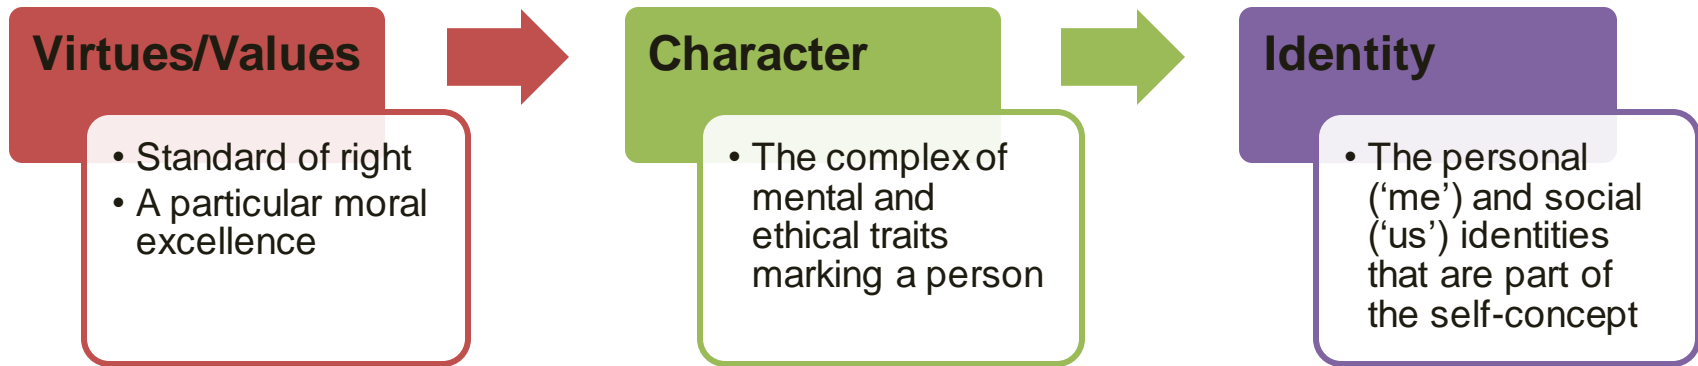 Virtues/Values
• Standard of right
• A particular moral
excellence
Character
• The complex of
mental and
ethical traits
marking a person
Identity
• The personal
(‘me’) and social
(‘us’) identities
that are part of
the self-concept